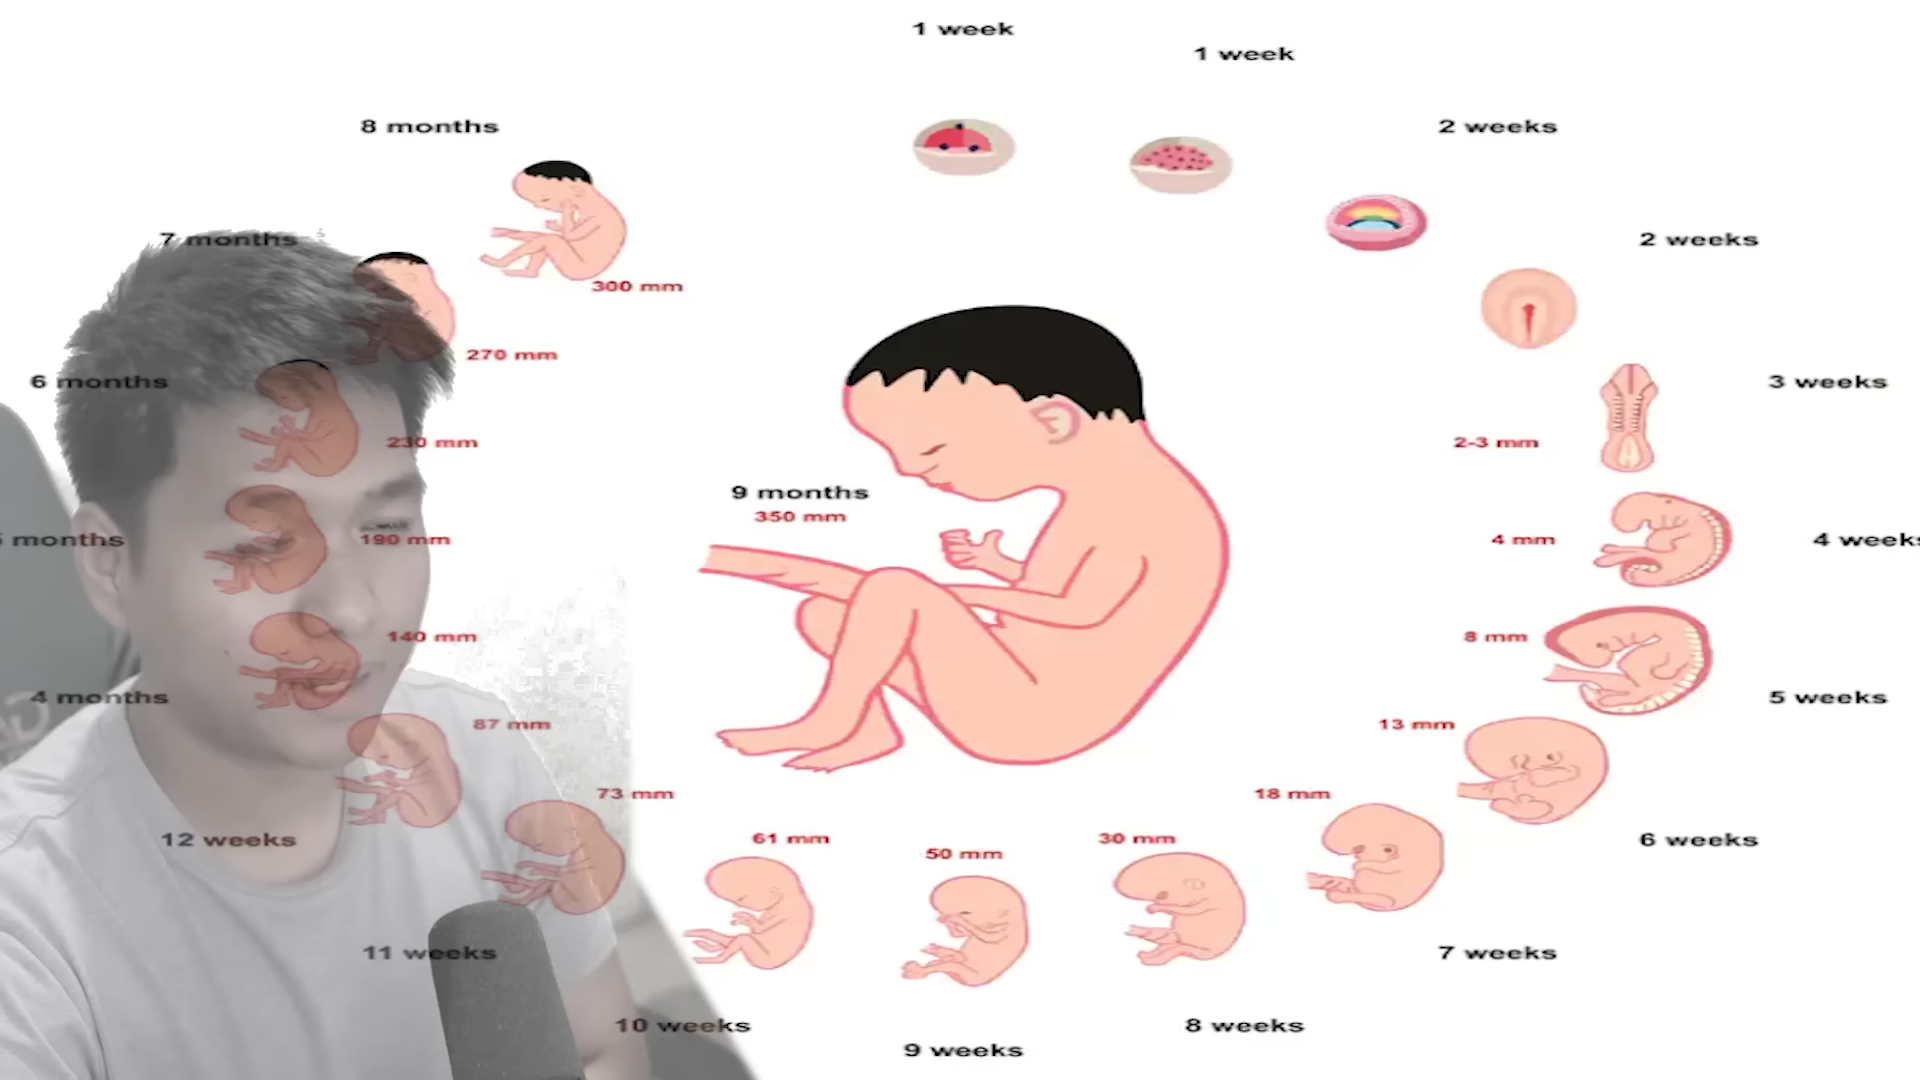 1 week
1 week
2 weeks
2 weeks
3 weeks
2-3 mm
4 weeks
4 mm
5 weeks
8 mm
6 weeks
13 mm
7 weeks
18 mm
8 weeks
30 mm
9 weeks
50 mm
10 weeks
61 mm
11 weeks
73 mm
12 weeks
87 mm
4 months
140 mm
months
190 mm
6 months
230 mm
7 months
270 mm
8 months
300 mm
9 months
350 mm